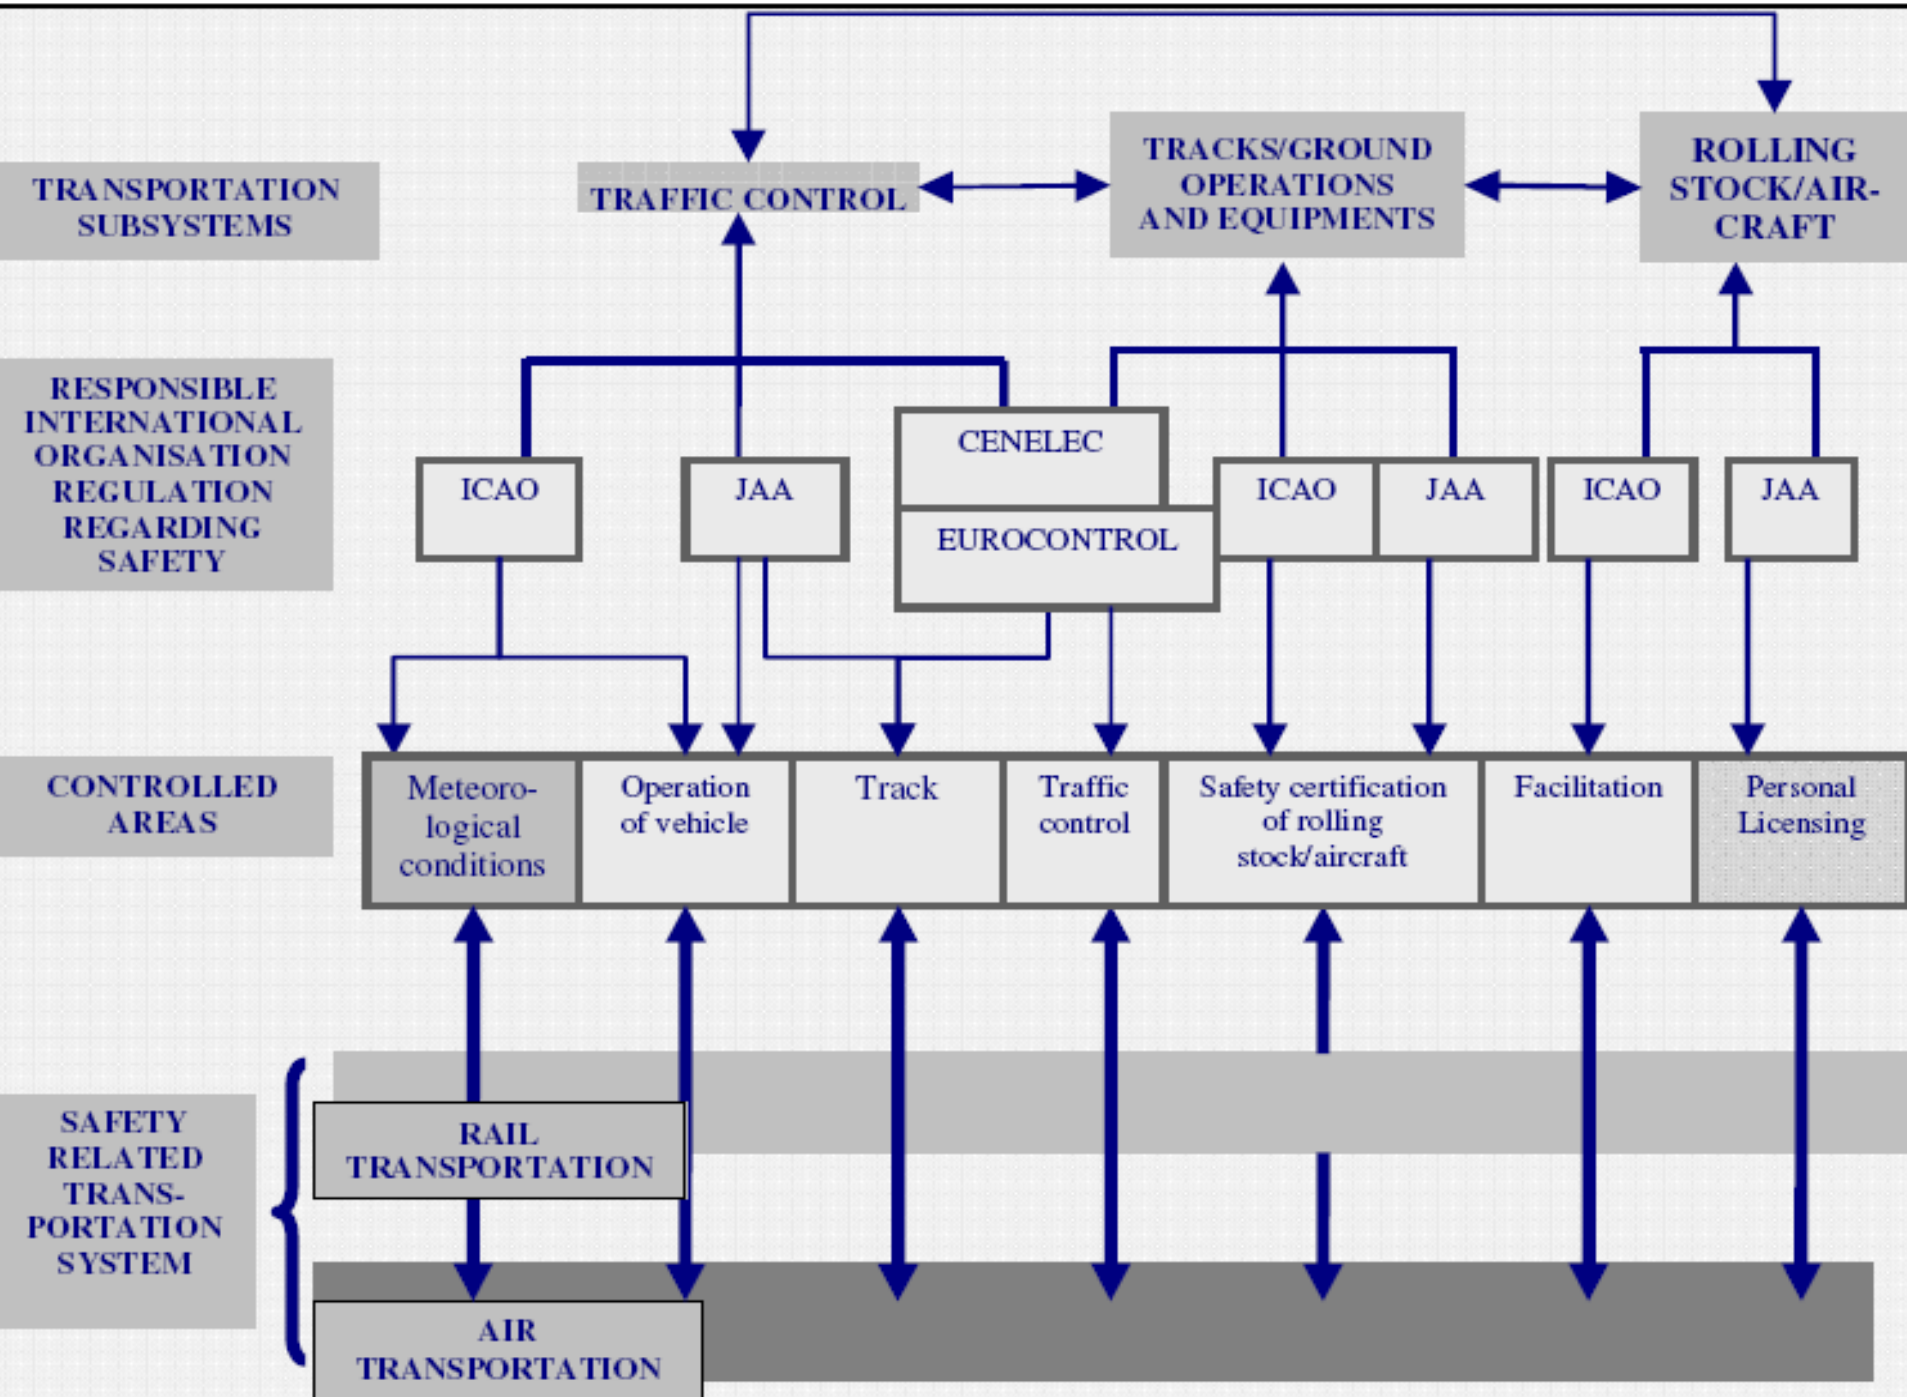 TRANSPORTATION
SUBSYSTEMS
TRAFFIC CONTROL
TRACKS/GROUND
OPERATIONS
AND EQUIPMENTS
ROLLING
STOCK/AIR-
CRAFT
RESPONSIBLE
INTERNATIONAL
ORGANISATION
REGULATION
REGARDING
SAFETY
ICAO
JAA
CENELEC
EUROCONTROL
ICAO
JAA
ICAO
JAA
CONTROLLED
AREAS
Meteoro-
logical
conditions
Operation
of vehicle
Track
Traffic
control
Safety certification
of rolling
stock/aircraft
Facilitation
Personal
Licensing
SAFETY
RELATED
TRANS-
PORTATION
SYSTEM
RAIL
TRANSPORTATION
AIR
TRANSPORTATION